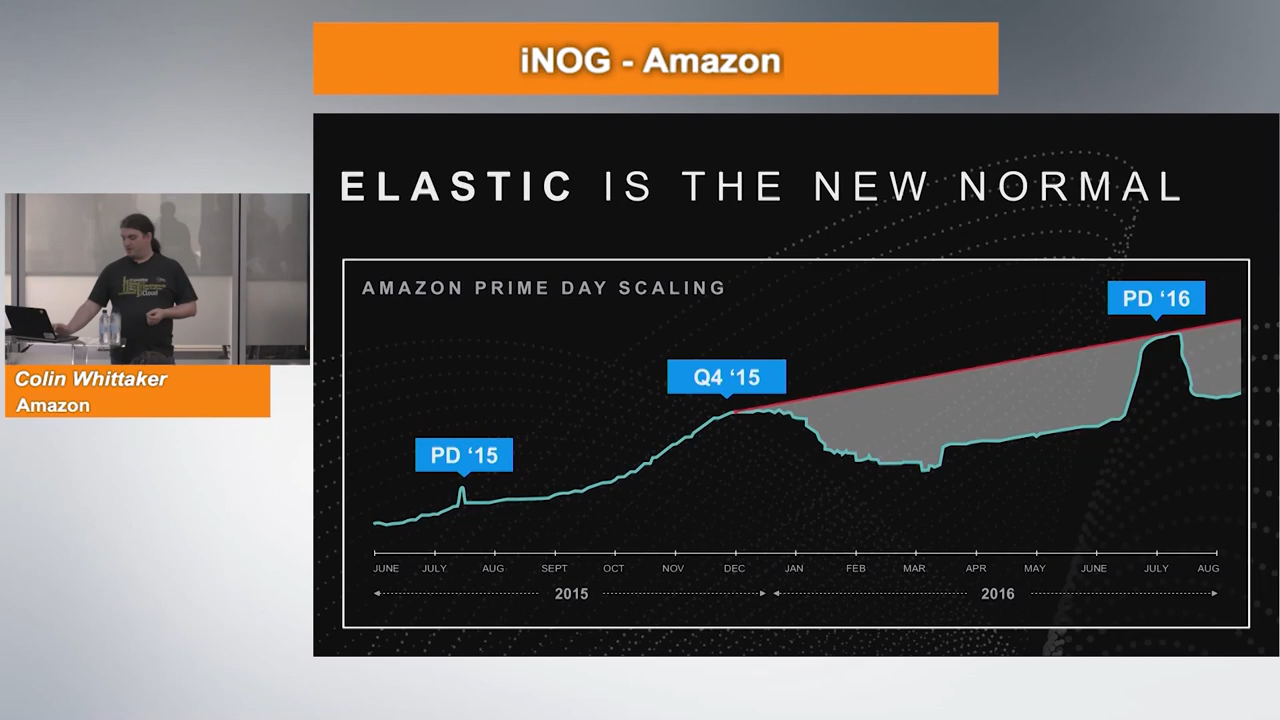 iNOG - Amazon
ELASTIC IS THE NEW NORMAL
AMAZON PRIME DAY SCALING
PD ‘16
Q4 ‘15
PD ‘15
JUNE JULY AUG SEPT OCT NOV DEC JAN FEB MAR APR MAY JUNE JULY AUG
2015 2016
Cloud
Colin Whittaker
Amazon